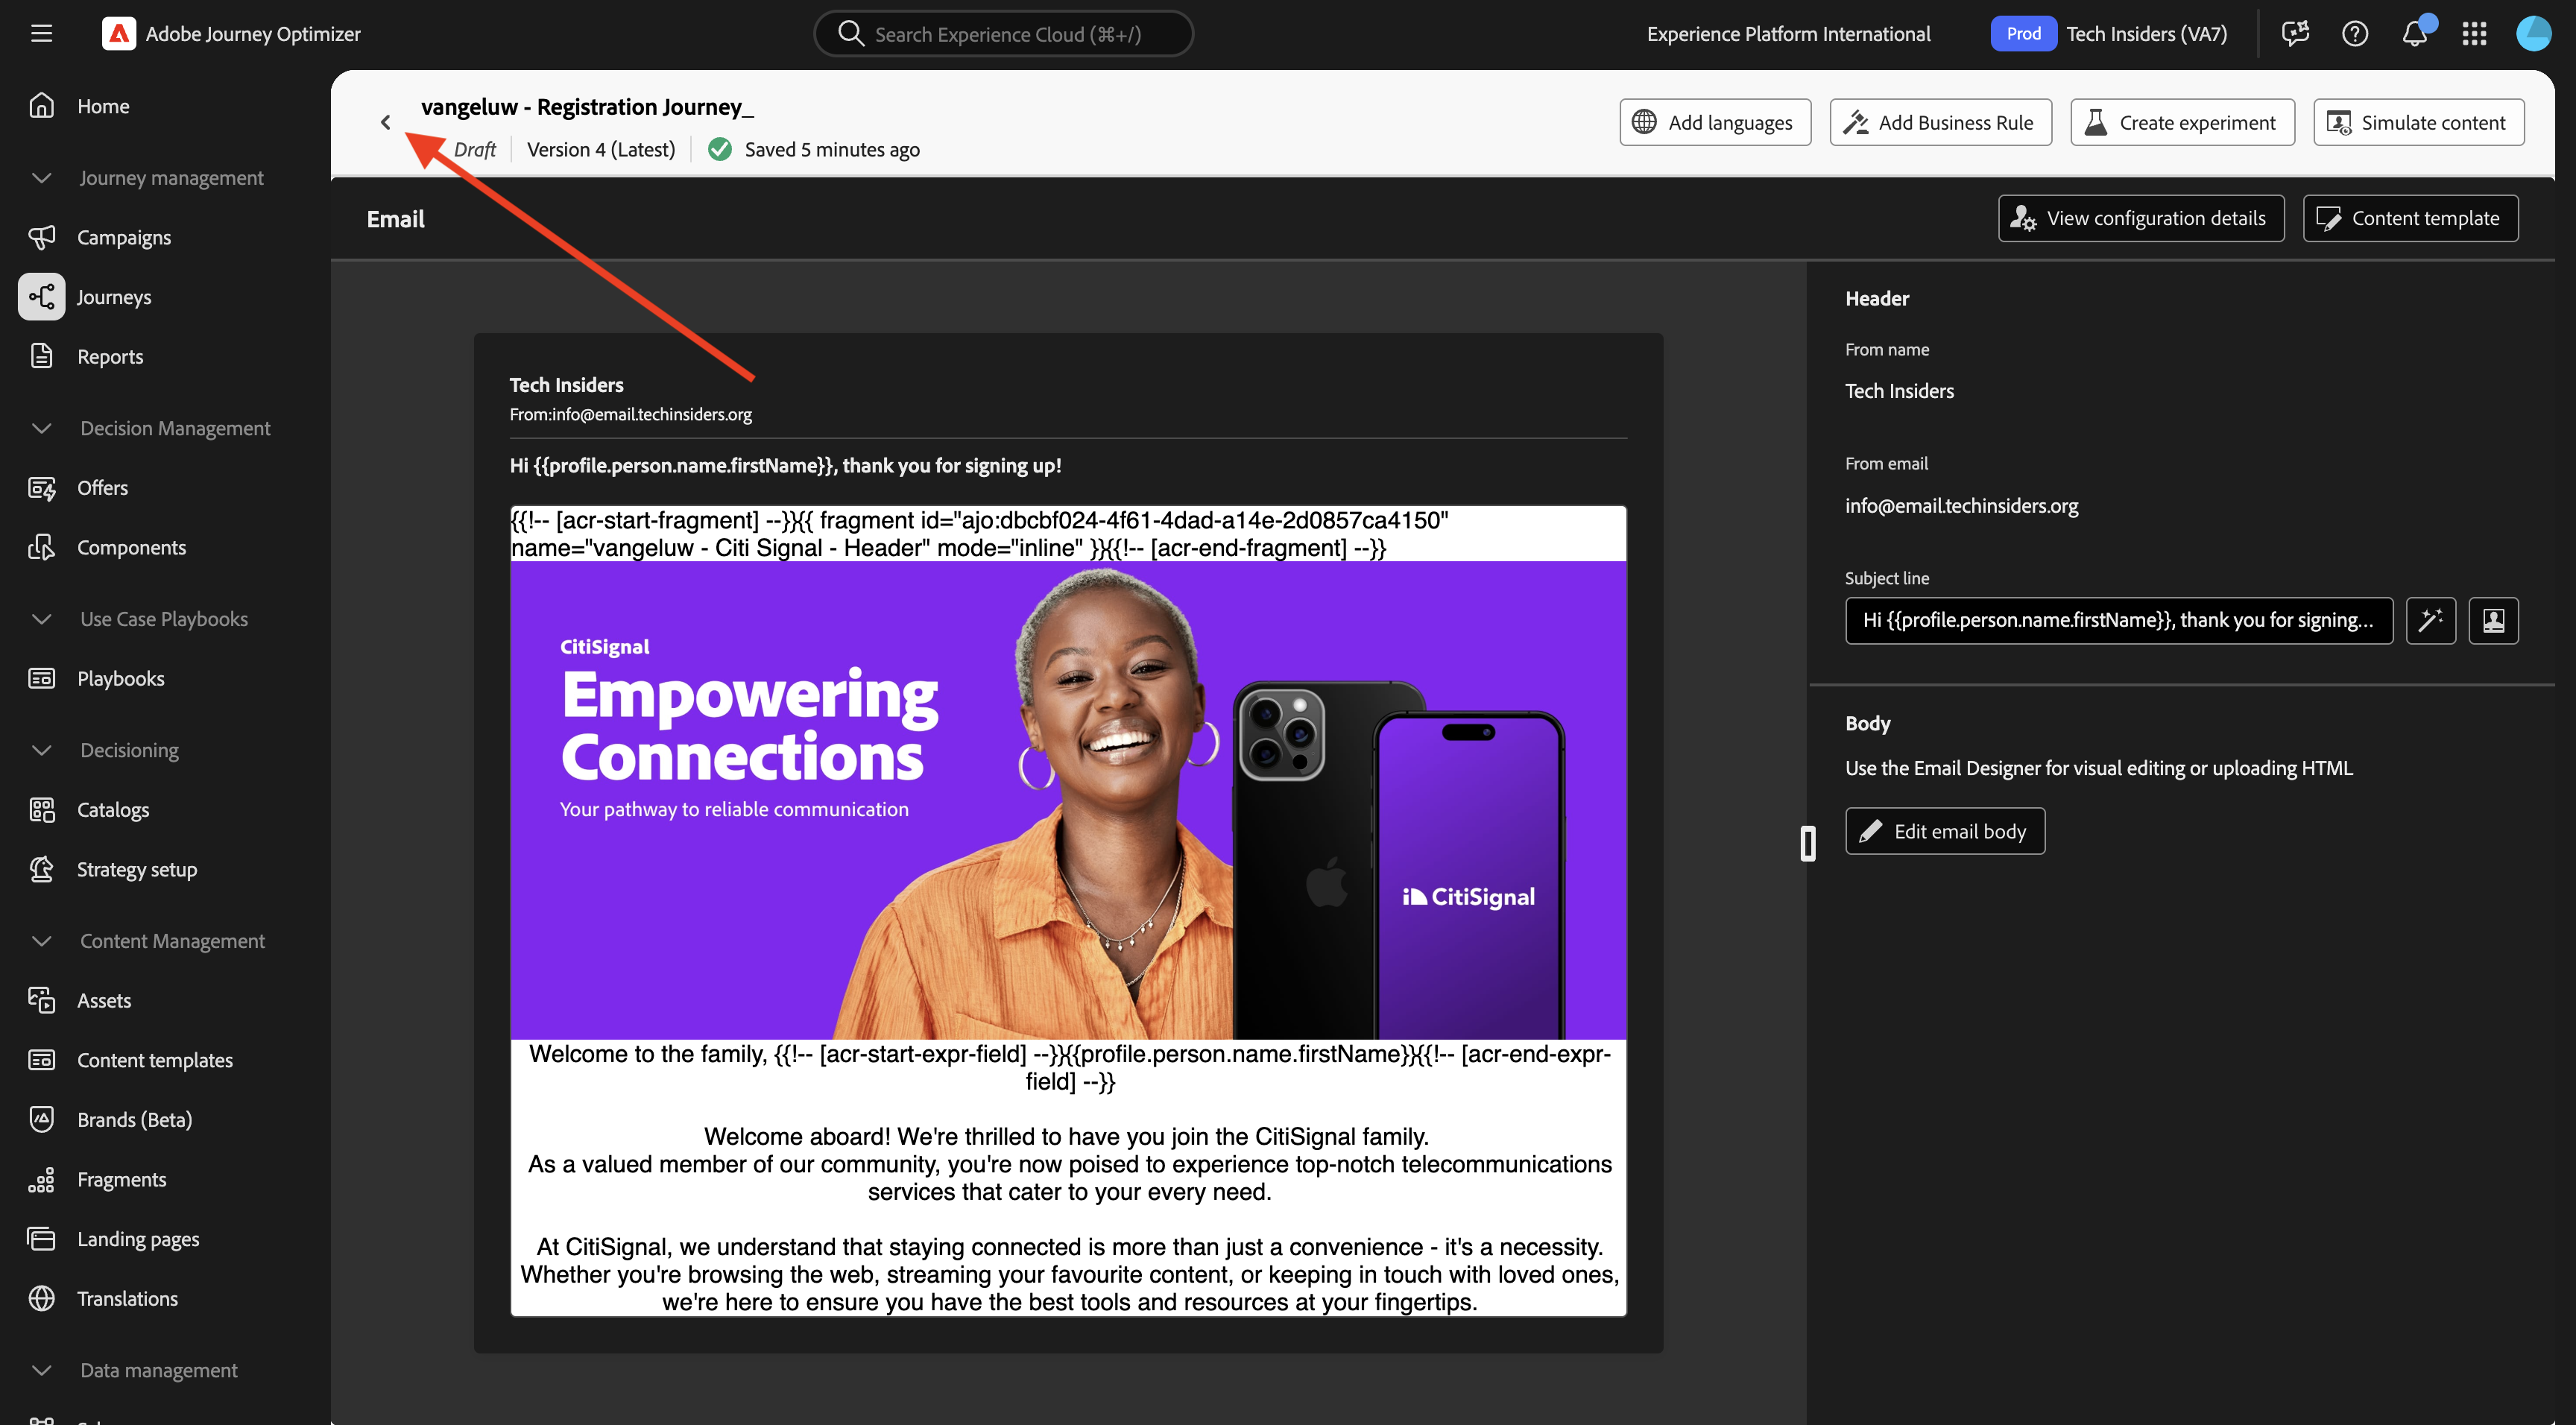 Adobe Journey Optimizer
Search Experience Cloud (⌘+/)
Experience Platform International
Prod
Tech Insiders (VA7)
Home
Journey management
Campaigns
Journeys
Reports
Decision Management
Offers
Components
Use Case Playbooks
Playbooks
Decisioning
Catalogs
Strategy setup
Content Management
Assets
Content templates
Brands (Beta)
Fragments
Landing pages
Translations
Data management
vangeluw - Registration Journey_
Draft
Version 4 (Latest)
Saved 5 minutes ago
Add languages
Add Business Rule
Create experiment
Simulate content
Email
View configuration details
Content template
Tech Insiders
From:info@email.techinsiders.org
Hi {{profile.person.name.firstName}}, thank you for signing up!
{{!-- [acr-start-fragment] --}}{{ fragment id="ajo:dbcbf024-4f61-4dad-a14e-2d0857ca4150"
name="vangeluw - Citi Signal - Header" mode="inline" }}{{!-- [acr-end-fragment] --}}
CitiSignal
Empowering
Connections
Your pathway to reliable communication
CitiSignal
Welcome to the family, {{!-- [acr-start-expr-field] --}}{{profile.person.name.firstName}}{{!-- [acr-end-expr-
field] --}}
Welcome aboard! We're thrilled to have you join the CitiSignal family.
As a valued member of our community, you're now poised to experience top-notch telecommunications
services that cater to your every need.
At CitiSignal, we understand that staying connected is more than just a convenience - it's a necessity.
Whether you're browsing the web, streaming your favourite content, or keeping in touch with loved ones,
we're here to ensure you have the best tools and resources at your fingertips.
Header
From name
Tech Insiders
From email
info@email.techinsiders.org
Subject line
Hi {{profile.person.name.firstName}}, thank you for signing...
Body
Use the Email Designer for visual editing or uploading HTML
Edit email body